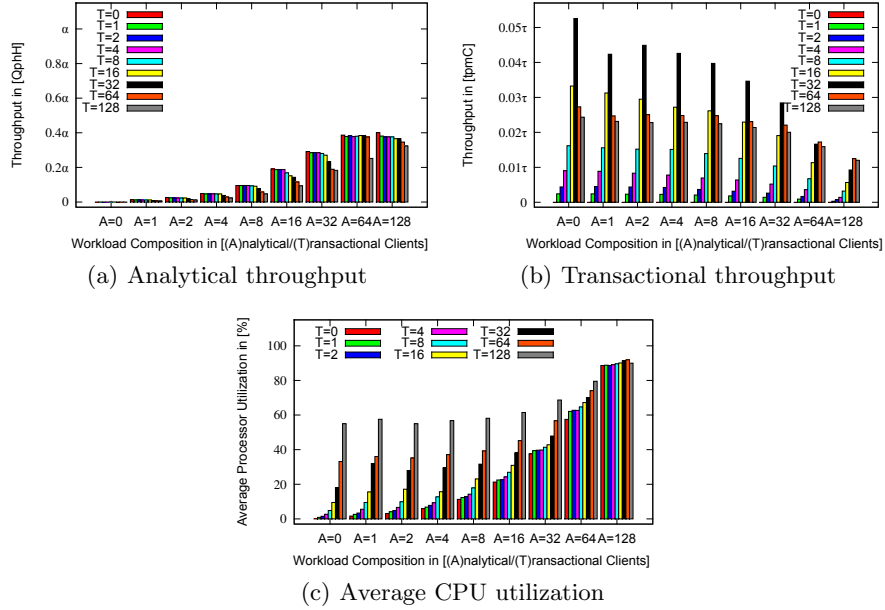 T=0
T=1
T=2
T=4
T=8
T=16
T=32
T=64
T=128
Throughput in [QphH]
α
0.8α
0.6α
0.4α
0.2α
0
A=0 A=1 A=2 A=4 A=8 A=16 A=32 A=64 A=128
Workload Composition in [(A)nalytical/(T)ransactional Clients]
(a) Analytical throughput
T=0
T=1
T=2
T=4
T=8
T=16
T=32
T=64
T=128
Throughput in [tpmC]
0.05τ
0.04τ
0.03τ
0.02τ
0.01τ
0
A=0 A=1 A=2 A=4 A=8 A=16 A=32 A=64 A=128
Workload Composition in [(A)nalytical/(T)ransactional Clients]
(b) Transactional throughput
T=0 T=4 T=32
T=1 T=8 T=64
T=2 T=16 T=128
Average Processor Utilization in [%]
100
80
60
40
20
0
A=0 A=1 A=2 A=4 A=8 A=16 A=32 A=64 A=128
Workload Composition in [(A)nalytical/(T)ransactional Clients]
(c) Average CPU utilization